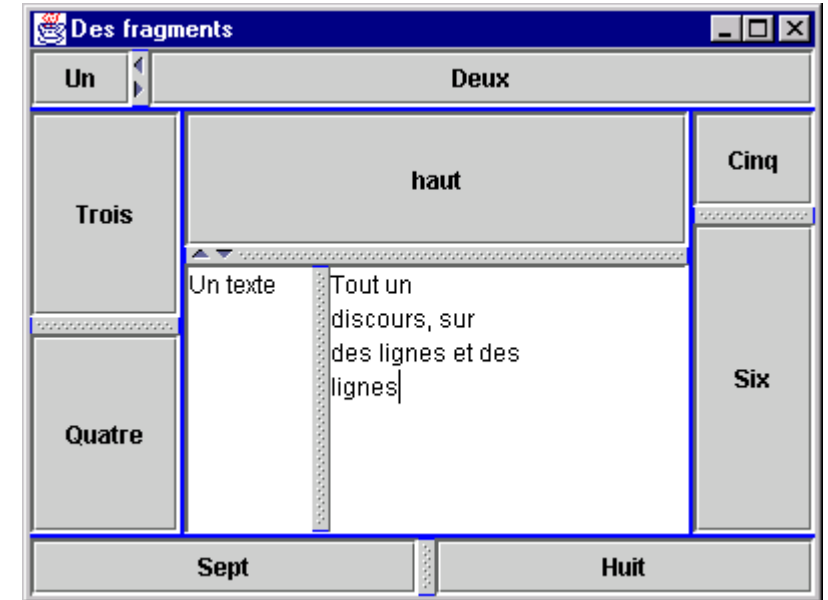 Des fragments
Un
Deux
Trois
haut
Cinq
Un texte
Tout un
discours, sur
des lignes et des
lignes
Quatre
Six
Sept
Huit